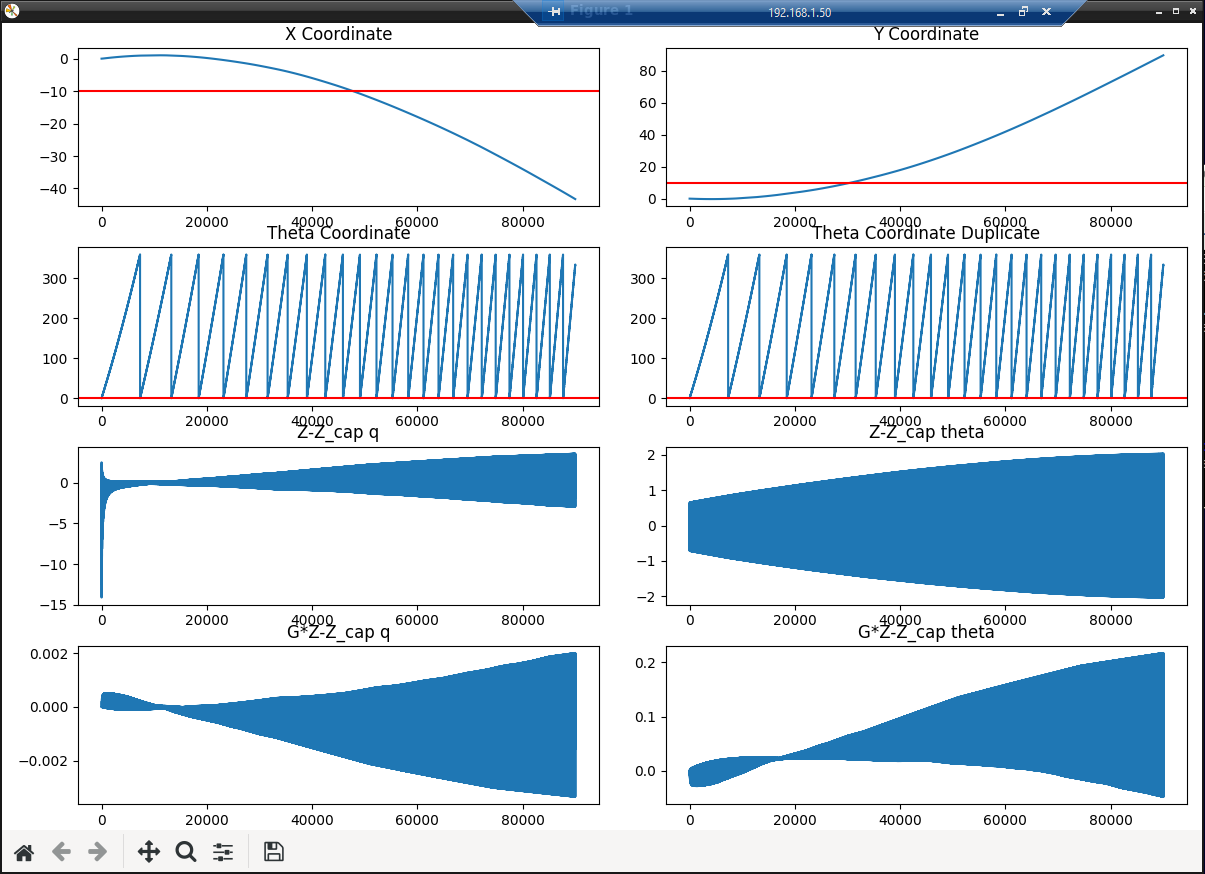 Figure 1
192.168.1.50
X Coordinate
0
−10
−20
−30
−40
0 20000 40000 60000 80000
Y Coordinate
80
60
40
20
0
0 20000 40000 60000 80000
Theta Coordinate
300
200
100
0
0 20000 40000 60000 80000
Theta Coordinate Duplicate
300
200
100
0
0 20000 40000 60000 80000
Z-Z_cap q
0
−5
−10
−15
0 20000 40000 60000 80000
Z-Z_cap theta
2
1
0
−1
−2
0 20000 40000 60000 80000
G*Z-Z_cap q
0.002
0.000
−0.002
0 20000 40000 60000 80000
G*Z-Z_cap theta
0.2
0.1
0.0
0 20000 40000 60000 80000